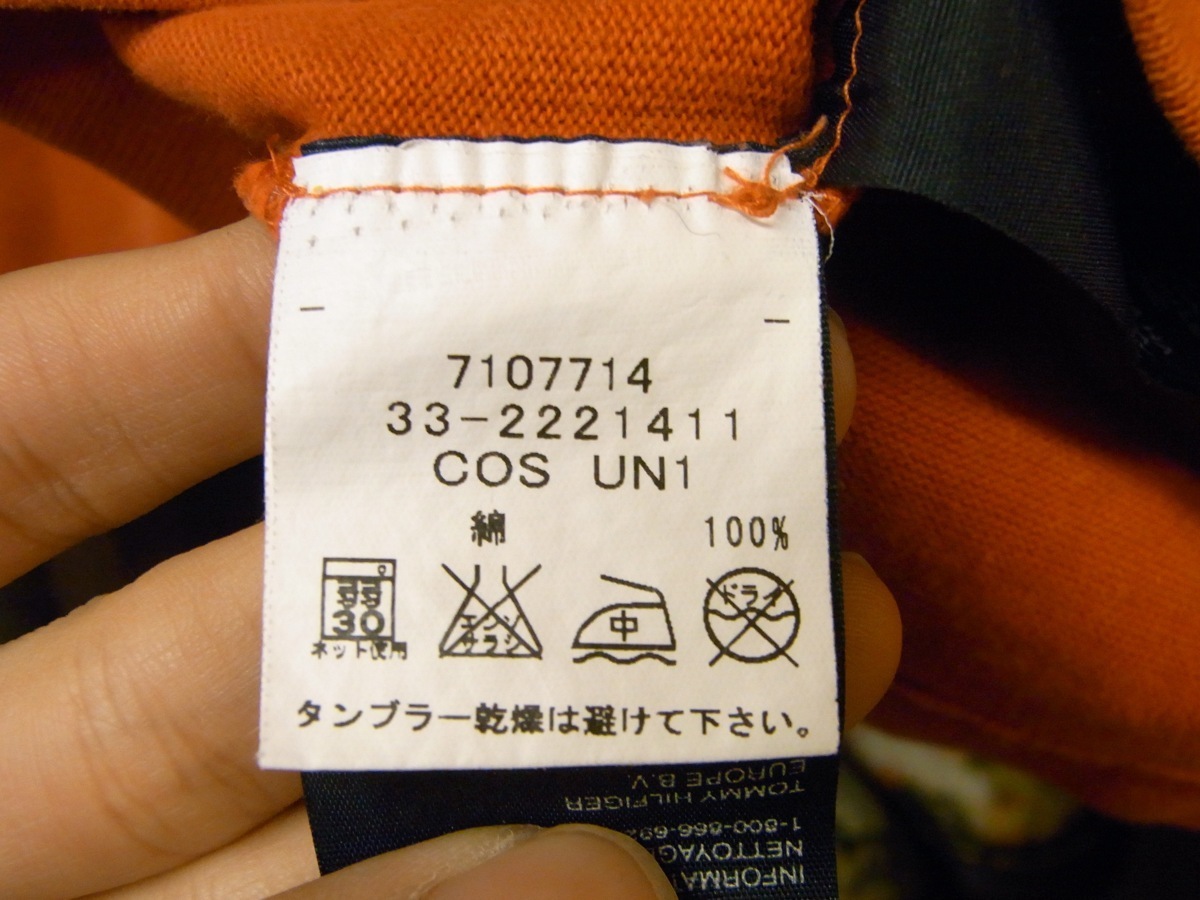 7107714
33-2221411
COS UN1
綿 100%
弱 30 エンソ サラシ 中 ドライ
ネット使用
タンブラー乾燥は避けて下さい。
EUROPE B.V.
TOMMY HILFIGER
NETTOYAG